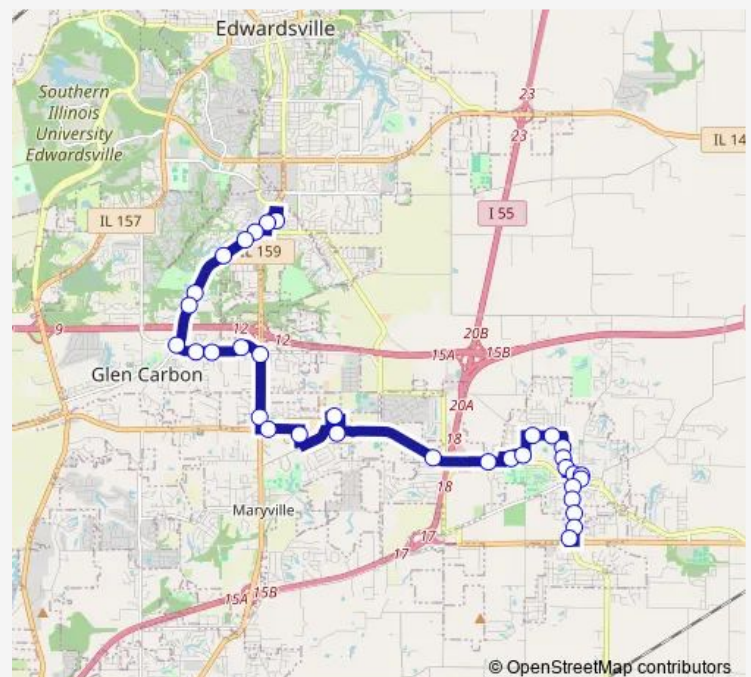 Edwardsville
Southern
Illinois
University
Edwardsville
23
23
IL 14
IL 157
I 55
IL 159
9
12
12
20B
15A
15B
Glen Carbon
20A
18
18
Maryville
17
17
15A
15B
© OpenStreetMap contributors